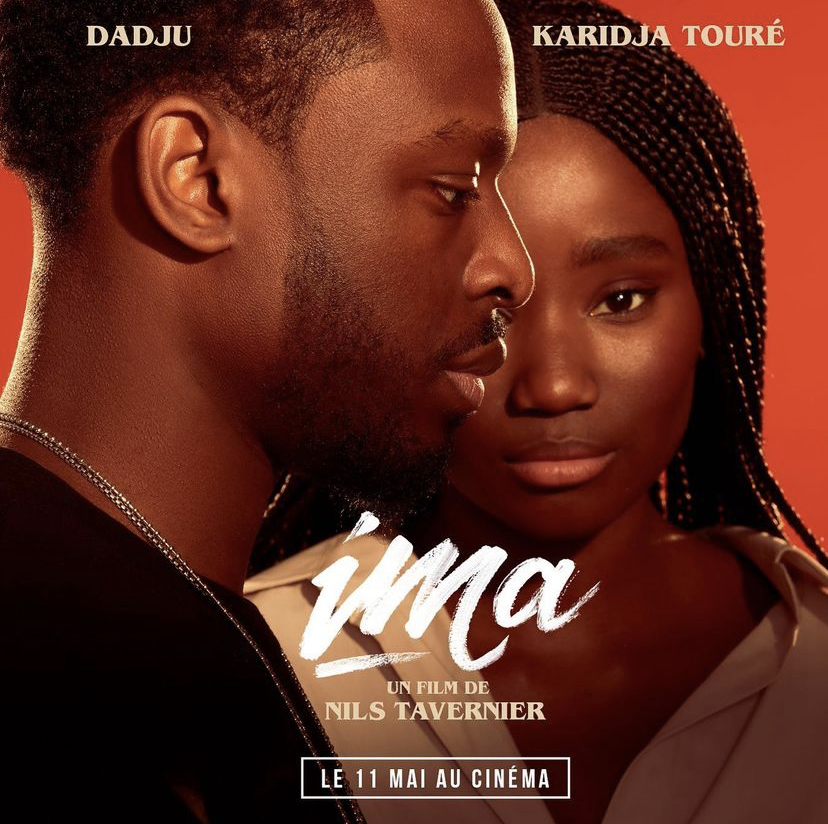 DADJU
KARIDJA TOURÉ
ima
UN FILM DE
NILS TAVERNIER
LE 11 MAI AU CINÉMA